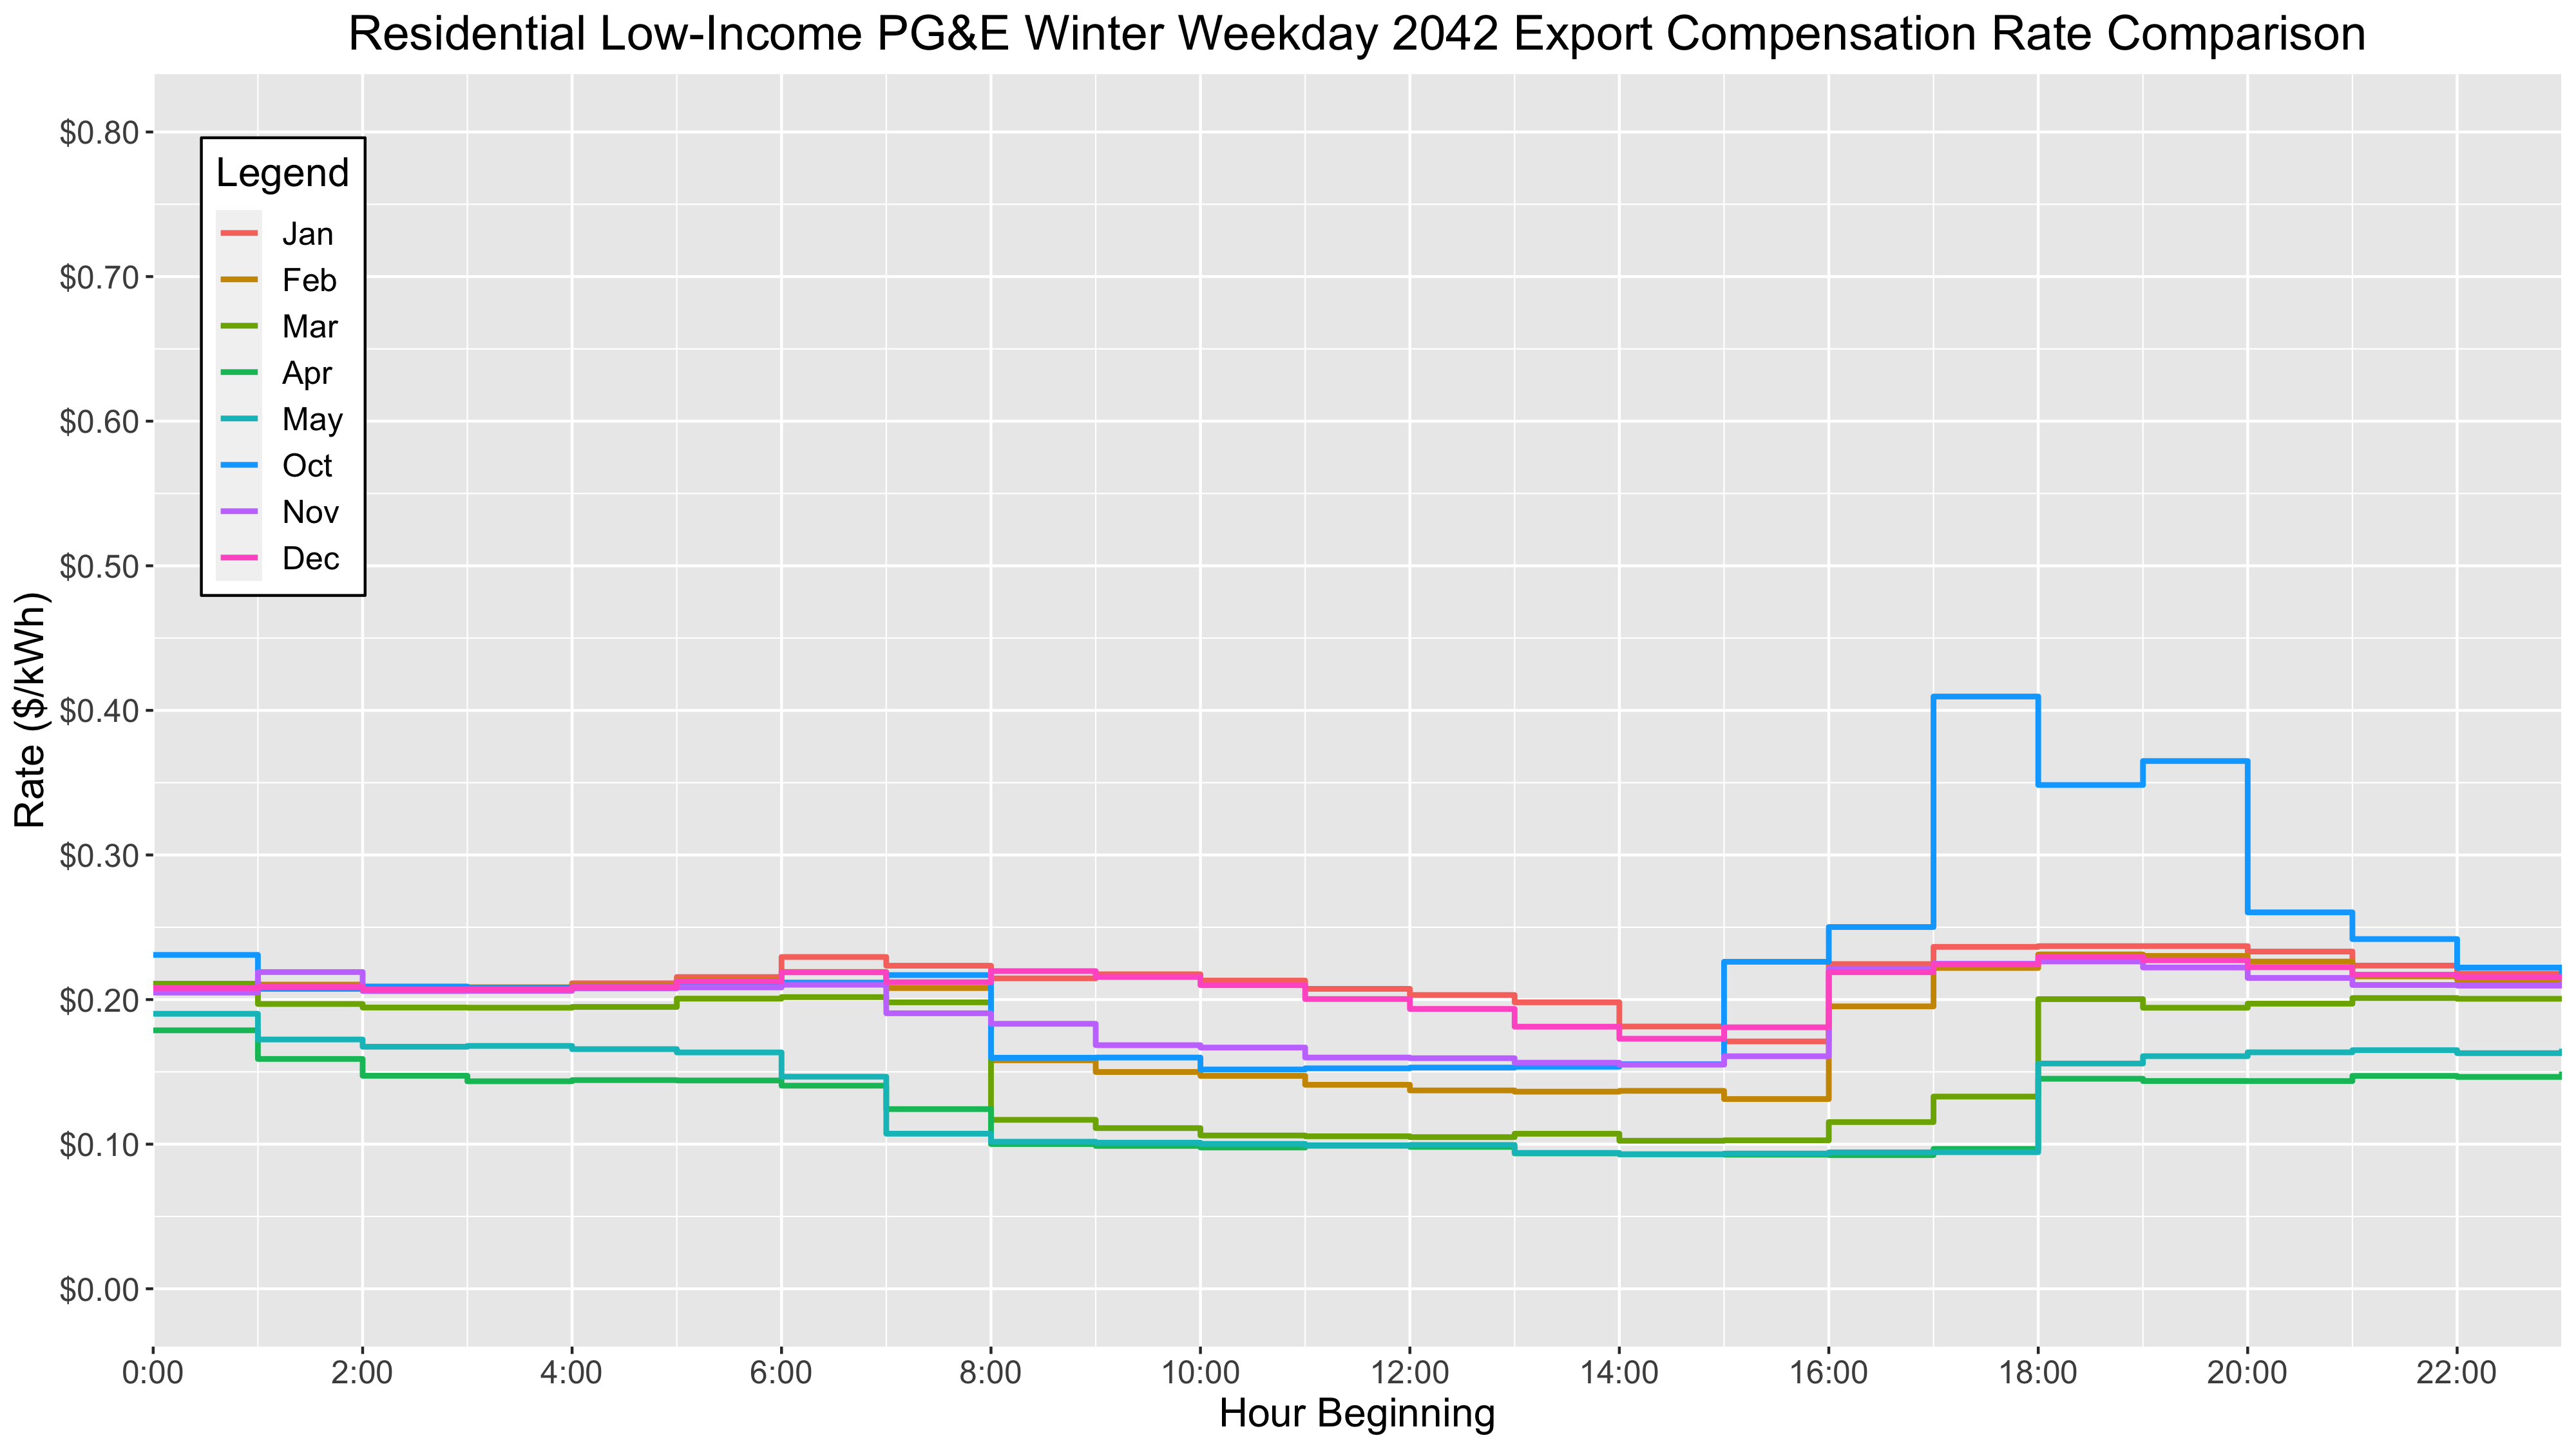 Residential Low-Income PG&E Winter Weekday 2042 Export Compensation Rate Comparison
$0.80
$0.70
$0.60
$0.50
$0.40
$0.30
$0.20
$0.10
$0.00
Rate ($/kWh)
Legend
Jan
Feb
Mar
Apr
May
Oct
Nov
Dec
0:00 2:00 4:00 6:00 8:00 10:00 12:00 14:00 16:00 18:00 20:00 22:00
Hour Beginning